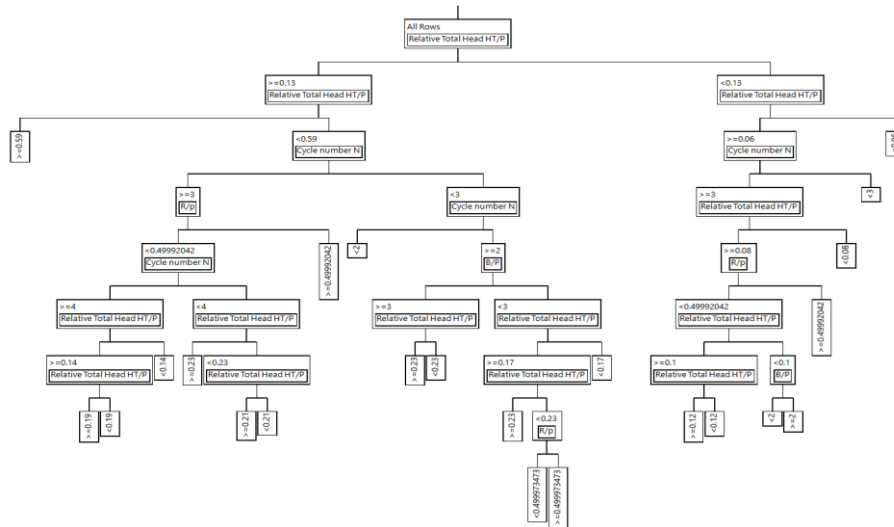 All Rows
Relative Total Head HT/P
>=0.13
Relative Total Head HT/P
<0.13
Relative Total Head HT/P
>=0.59
<0.59
Cycle number N
>=0.06
Cycle number N
<0.06
>=3
R/p
<3
Cycle number N
>=3
Relative Total Head HT/P
<3
<0.49992042
Cycle number N
>=0.49992042
<2
>=2
B/P
>=0.08
R/p
<0.08
>=4
Relative Total Head HT/P
<4
Relative Total Head HT/P
>=3
Relative Total Head HT/P
<3
Relative Total Head HT/P
<0.49992042
Relative Total Head HT/P
>=0.49992042
>=0.14
Relative Total Head HT/P
<0.14
>=0.23
<0.23
Relative Total Head HT/P
>=0.23
<0.23
>=0.17
Relative Total Head HT/P
<0.17
>=0.1
Relative Total Head HT/P
<0.1
B/P
>=0.19
<0.19
>=0.21
<0.21
>=0.23
<0.23
R/p
>=0.12
<0.12
<2
>=2
<0.499973473
>=0.499973473